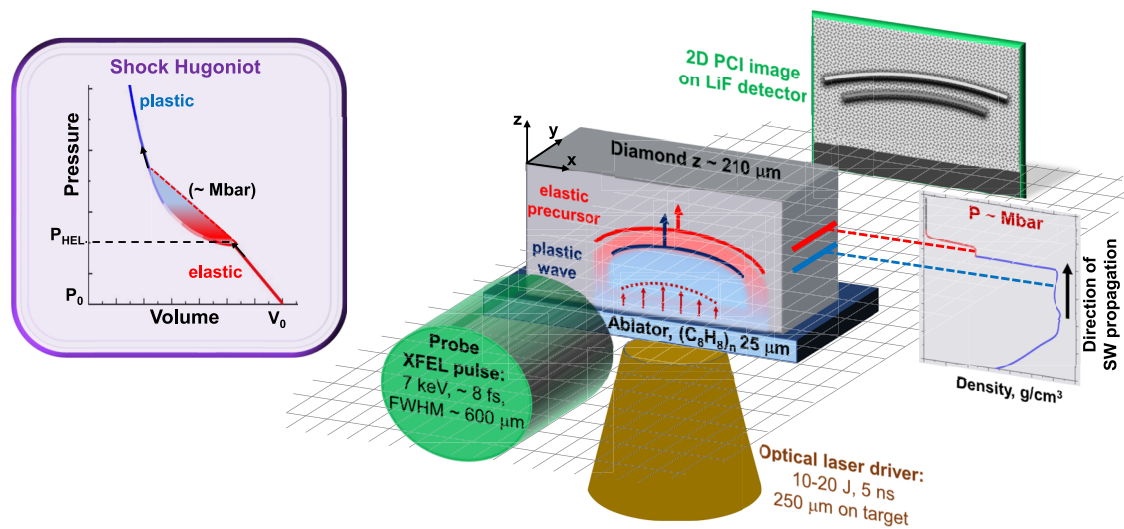 Shock Hugoniot
plastic
Pressure
(~ Mbar)
P_HEL
elastic
P_0
Volume
V_0
2D PCI image
on LiF detector
z
y
x
Diamond z ~ 210 μm
elastic
precursor
plastic
wave
Ablator, (C₈H₈)ₙ 25 μm
Probe
XFEL pulse:
7 keV, ~ 8 fs,
FWHM ~ 600 μm
Optical laser driver:
10-20 J, 5 ns
250 μm on target
P ~ Mbar
Direction of
SW propagation
Density, g/cm³